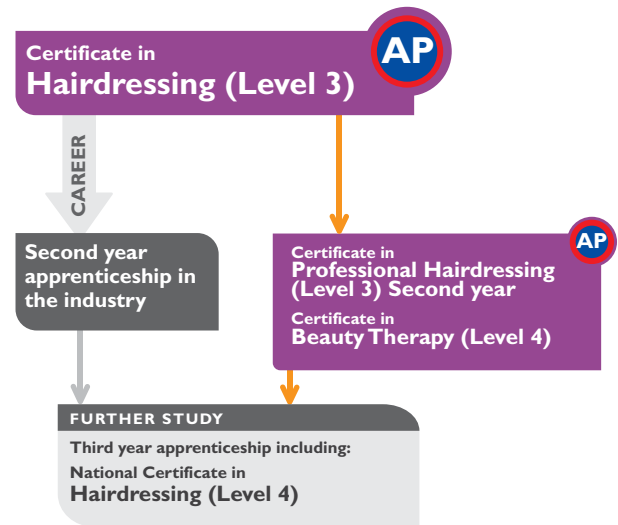 Certificate in
Hairdressing (Level 3)
AP
CAREER
Second year
apprenticeship in
the industry
AP
Certificate in
Professional Hairdressing
(Level 3) Second year
Certificate in
Beauty Therapy (Level 4)
FURTHER STUDY
Third year apprenticeship including:
National Certificate in
Hairdressing (Level 4)